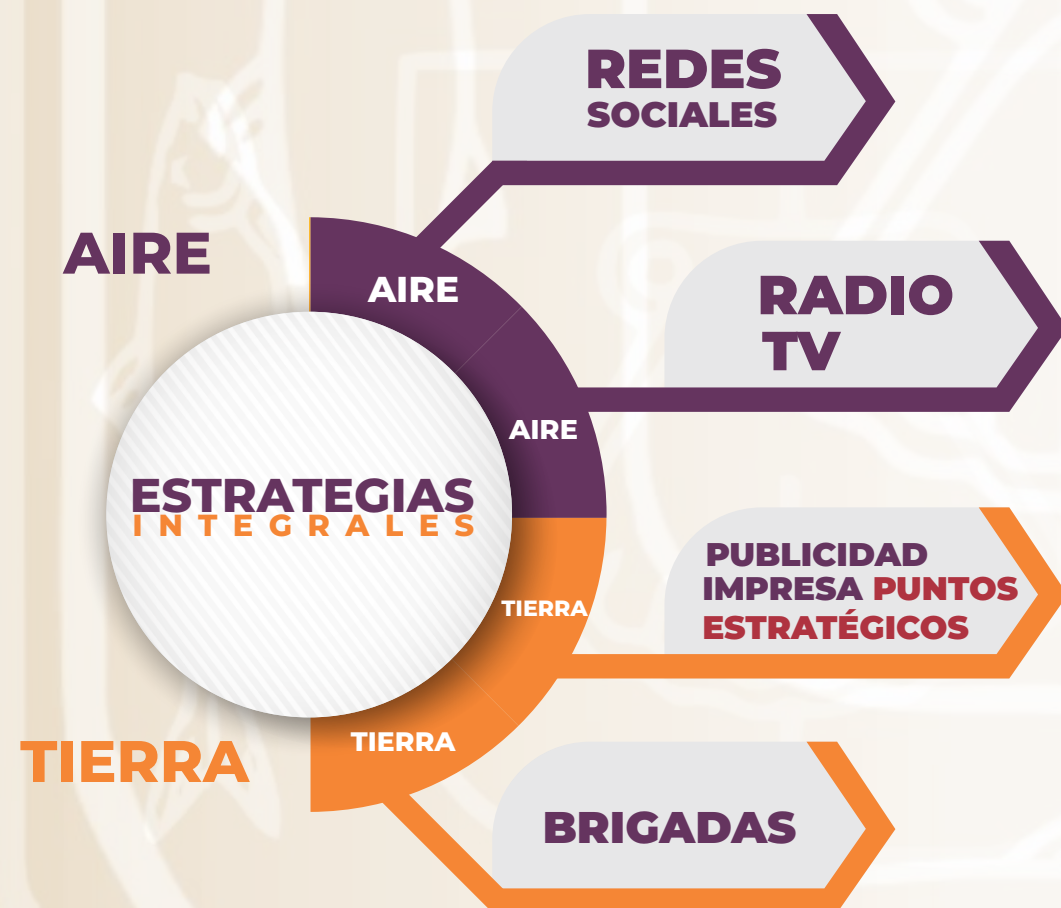 REDES
SOCIALES
AIRE
AIRE
RADIO
TV
AIRE
ESTRATEGIAS
INTEGRALES
PUBLICIDAD
IMPRESA PUNTOS
ESTRATÉGICOS
TIERRA
TIERRA
TIERRA
BRIGADAS